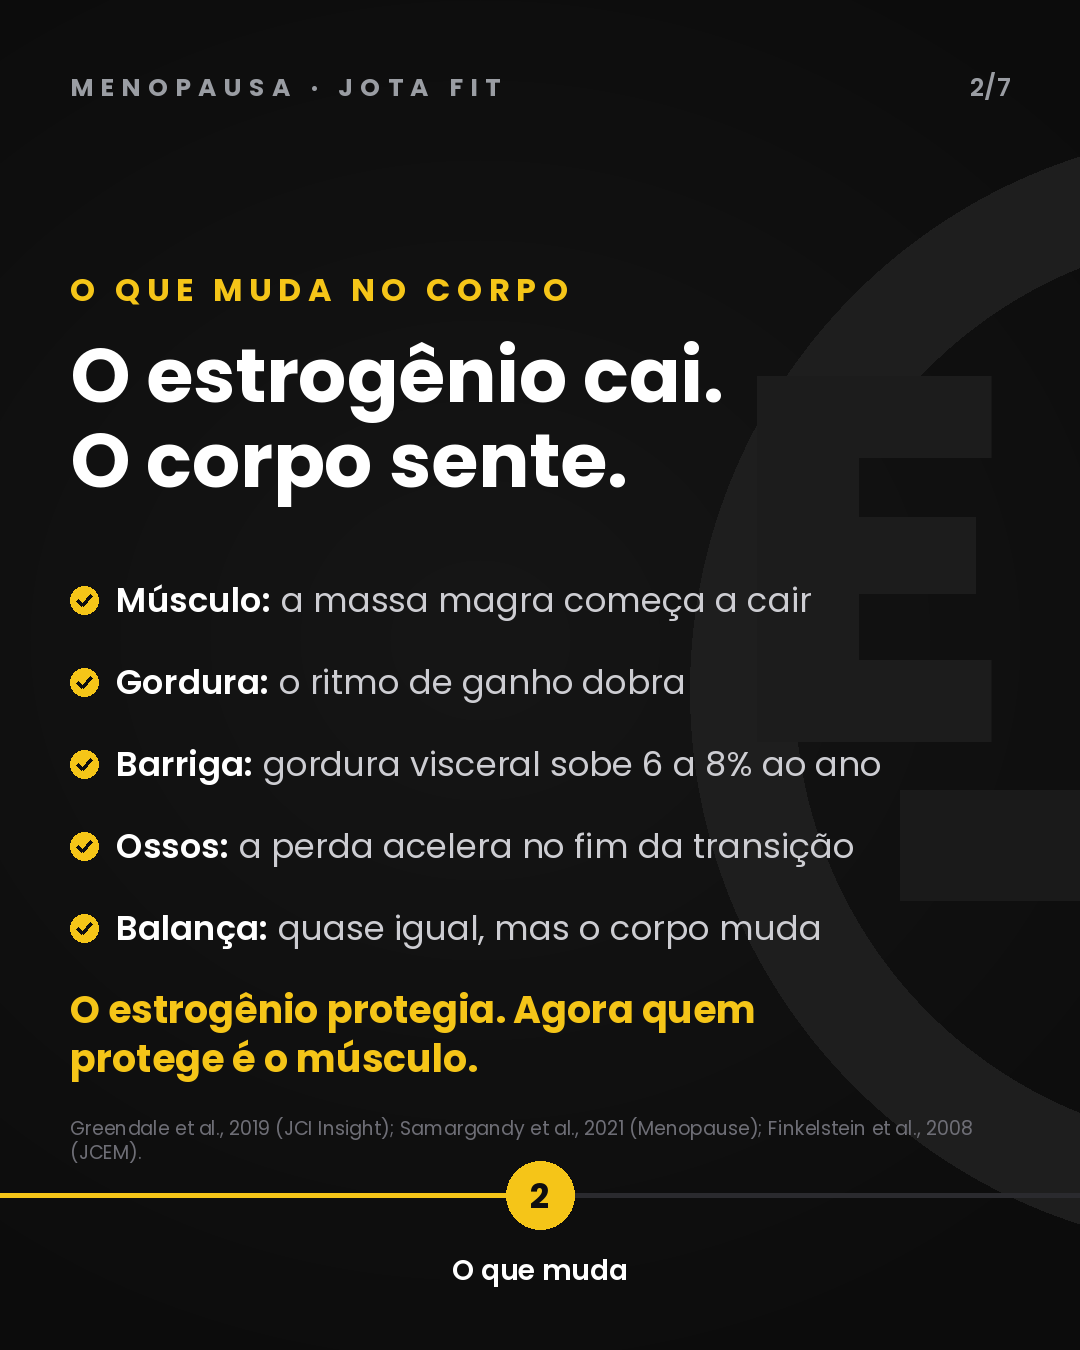 MENOPAUSA · JOTA FIT
2/7
O QUE MUDA NO CORPO
O estrogênio cai.
O corpo sente.
Músculo: a massa magra começa a cair
Gordura: o ritmo de ganho dobra
Barriga: gordura visceral sobe 6 a 8% ao ano
Ossos: a perda acelera no fim da transição
Balança: quase igual, mas o corpo muda
O estrogênio protegia. Agora quem
protege é o músculo.
Greendale et al., 2019 (JCI Insight); Samargandy et al., 2021 (Menopause); Finkelstein et al., 2008
(JCEM).
2
O que muda